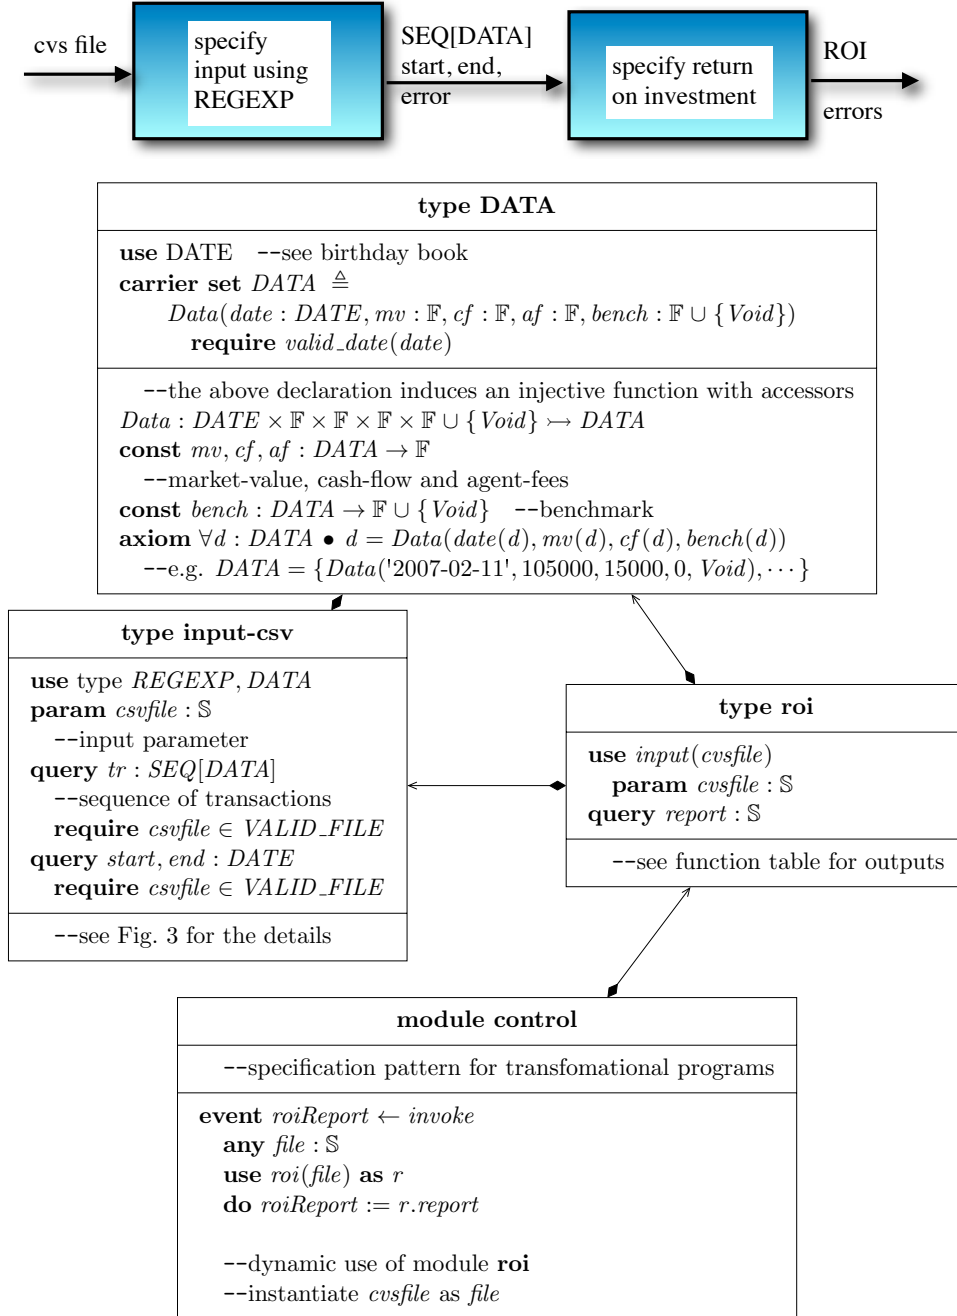 cvs file
specify
input using
REGEXP
SEQ[DATA]
start, end,
error
specify return
on investment
ROI
errors
type DATA
use DATE --see birthday book
carrier set DATA ≜
Data(date : DATE, mv : 𝔽, cf : 𝔽, af : 𝔽, bench : 𝔽 ∪ {Void})
require valid_date(date)
--the above declaration induces an injective function with accessors
Data : DATE × 𝔽 × 𝔽 × 𝔽 × 𝔽 ∪ {Void} ↣ DATA
const mv, cf, af : DATA → 𝔽
--market-value, cash-flow and agent-fees
const bench : DATA → 𝔽 ∪ {Void} --benchmark
axiom ∀d : DATA • d = Data(date(d), mv(d), cf(d), bench(d))
--e.g. DATA = {Data('2007-02-11', 105000, 15000, 0, Void), ⋯}
type input-csv
use type REGEXP, DATA
param csvfile : 𝕊
--input parameter
query tr : SEQ[DATA]
--sequence of transactions
require csvfile ∈ VALID_FILE
query start, end : DATE
require csvfile ∈ VALID_FILE
--see Fig. 3 for the details
type roi
use input(cvsfile)
param cvsfile : 𝕊
query report : 𝕊
--see function table for outputs
module control
--specification pattern for transfomational programs
event roiReport ← invoke
any file : 𝕊
use roi(file) as r
do roiReport := r.report
--dynamic use of module roi
--instantiate cvsfile as file